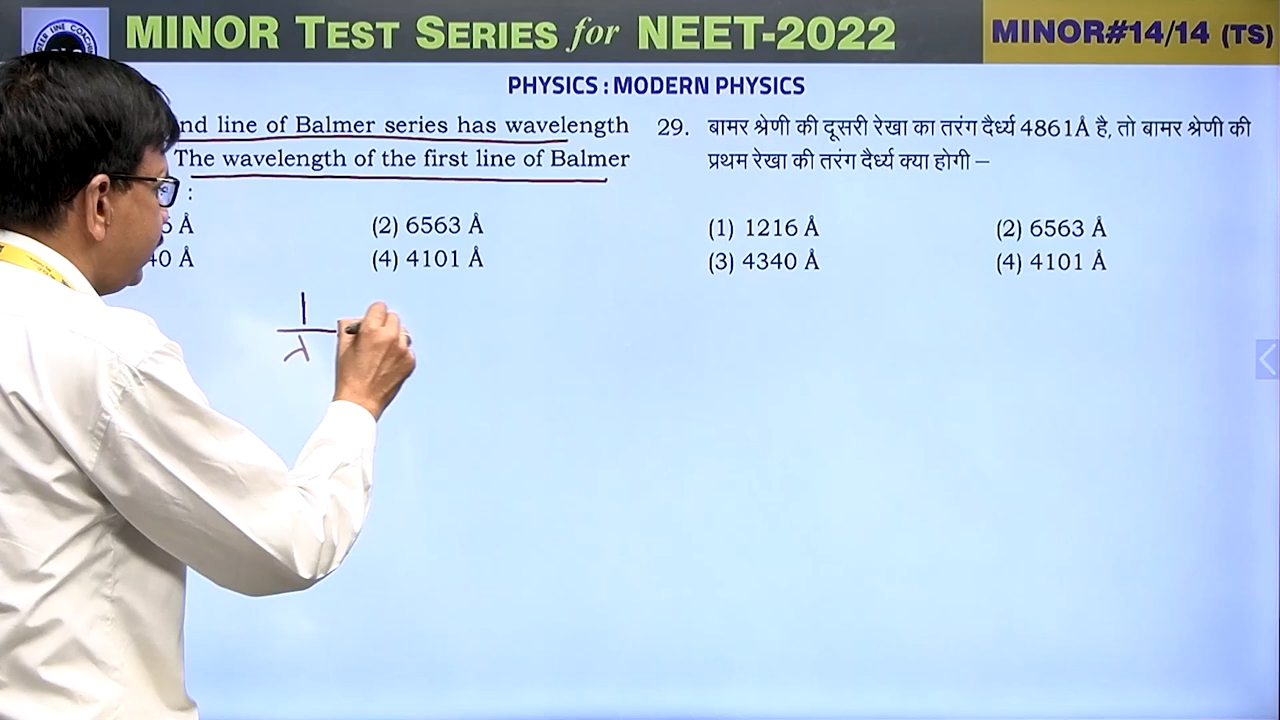 MINOR TEST SERIES for NEET-2022
MINOR#14/14 (TS)
PHYSICS : MODERN PHYSICS
line of Balmer series has wavelength
The wavelength of the first line of Balmer
:
Å
(2) 6563 Å
Å
(4) 4101 Å
29. बामर श्रेणी की दूसरी रेखा का तरंग दैर्ध्य 4861Å है, तो बामर श्रेणी की
प्रथम रेखा की तरंग दैर्ध्य क्या होगी –
(1) 1216 Å
(2) 6563 Å
(3) 4340 Å
(4) 4101 Å
1
λ